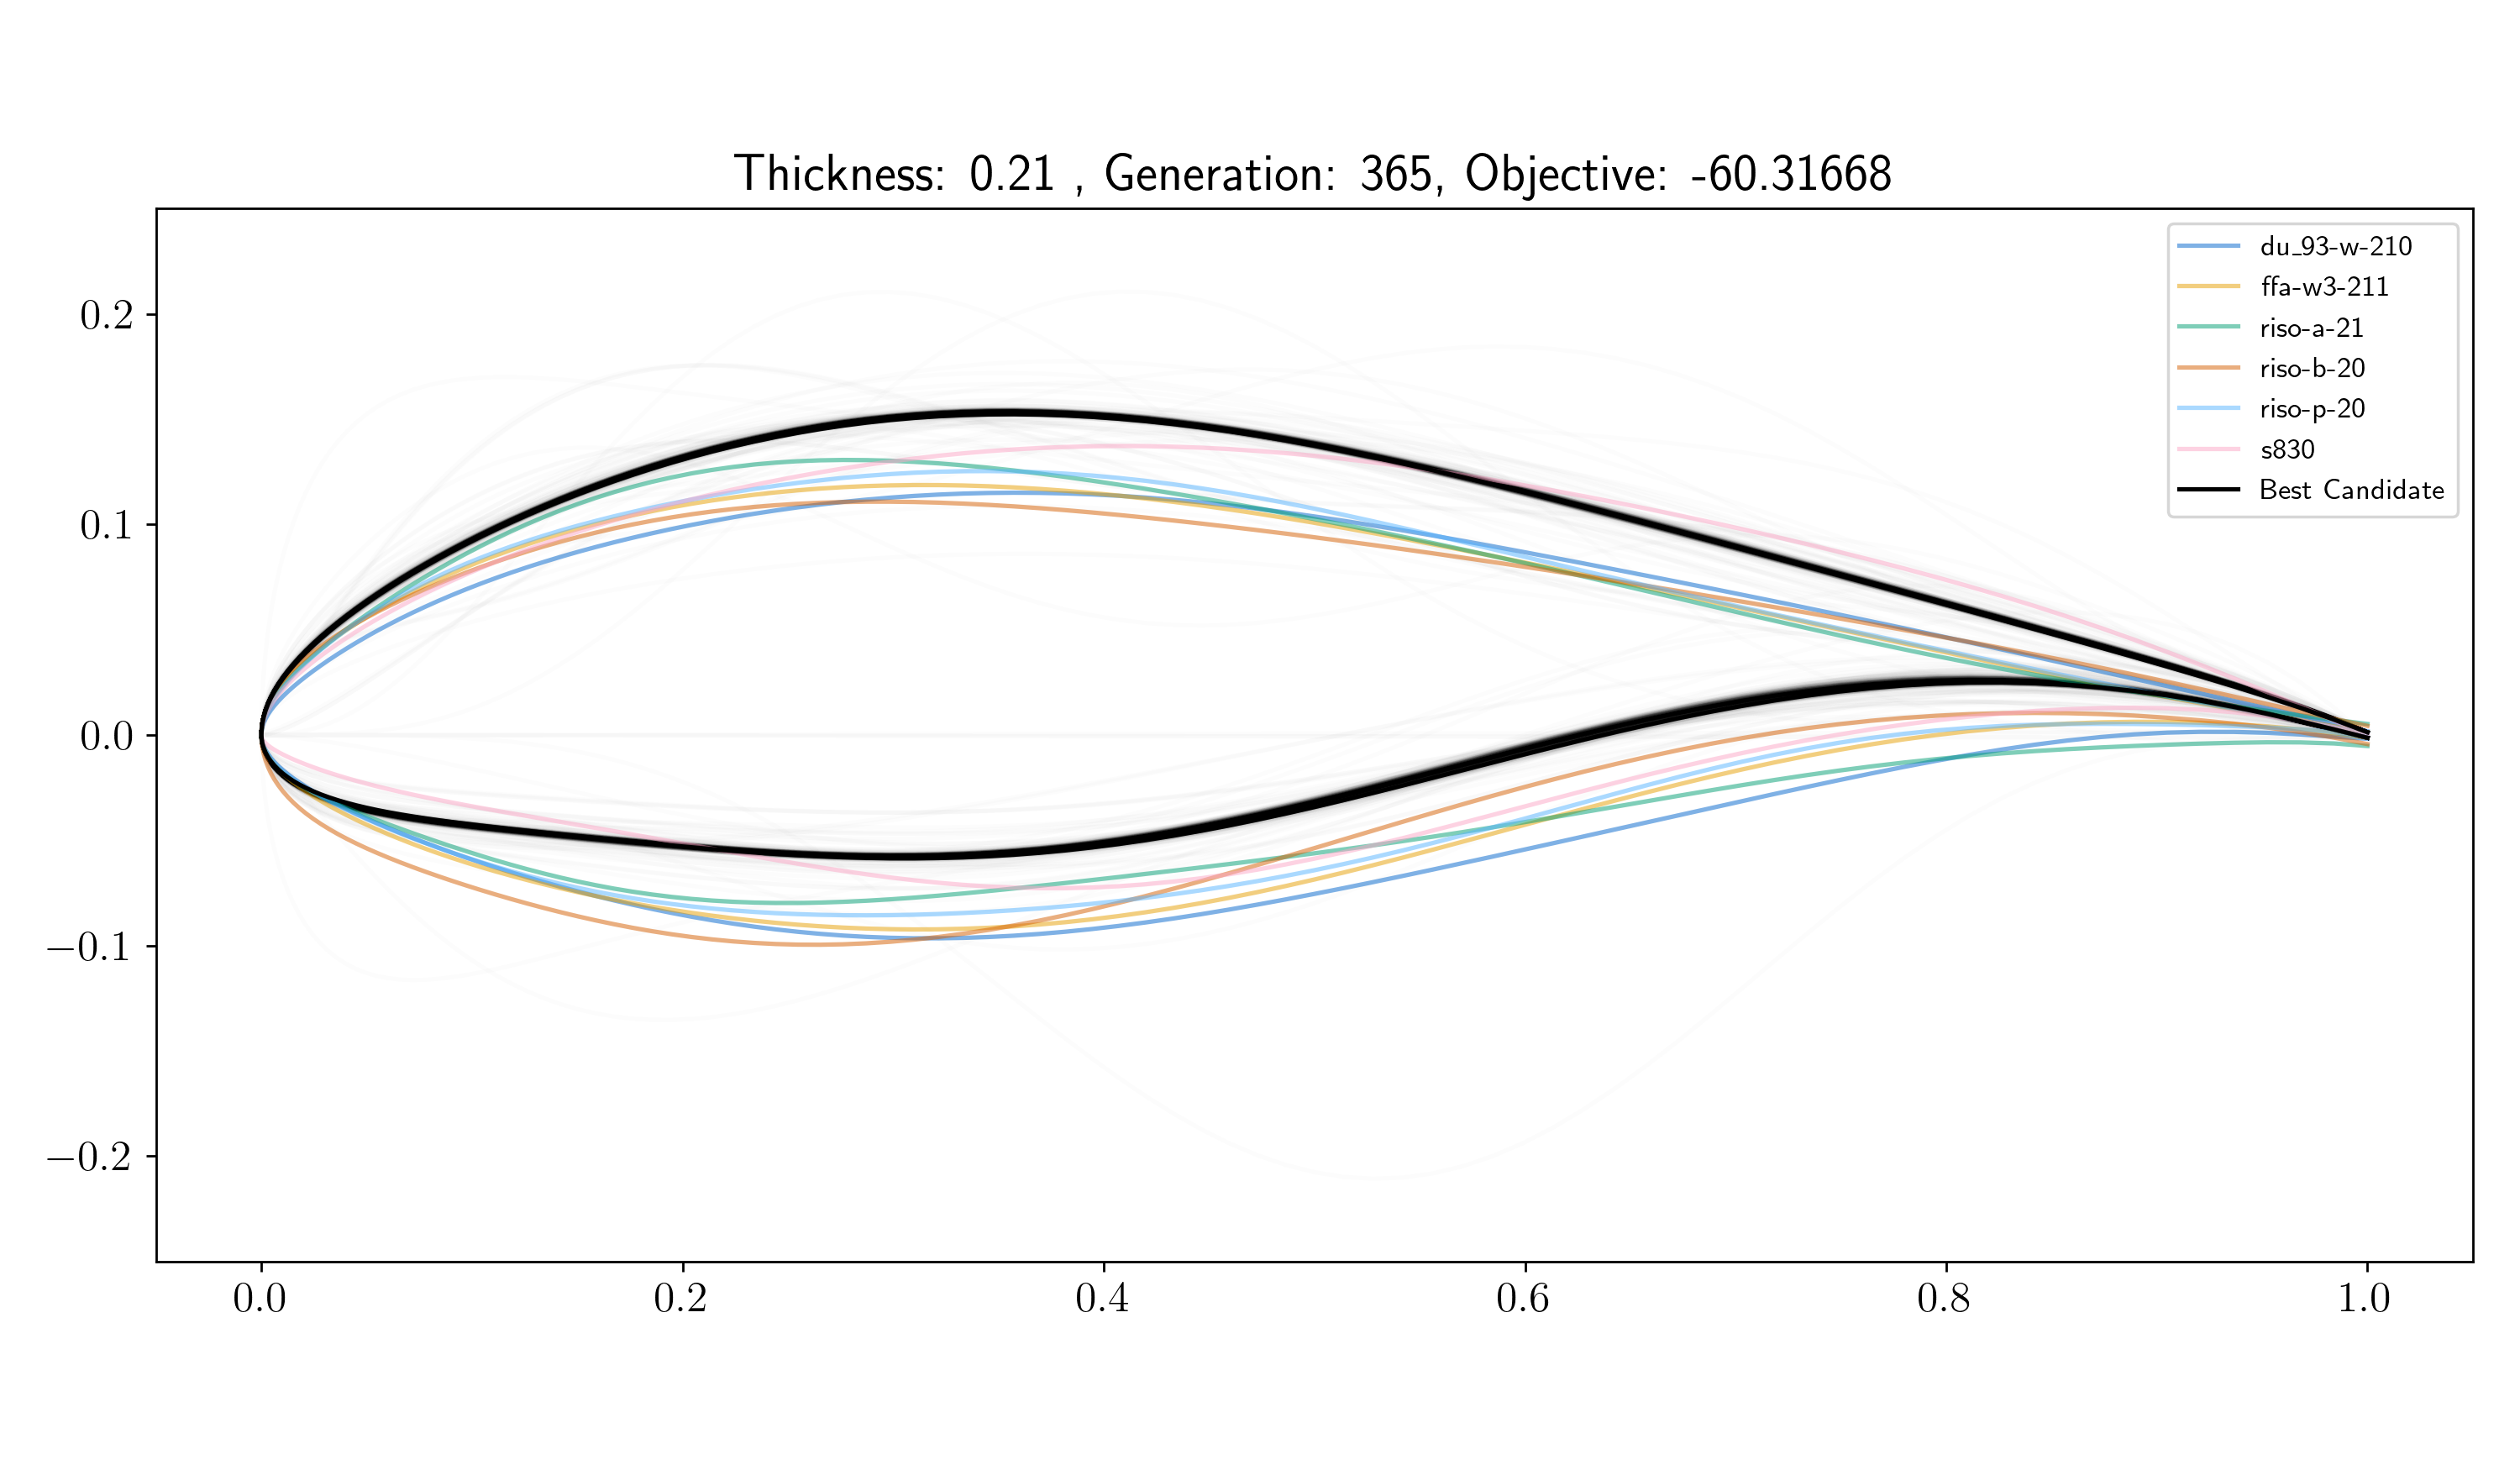 Thickness: 0.21 , Generation: 365, Objective: -60.31668
du_93-w-210
ffa-w3-211
riso-a-21
riso-b-20
riso-p-20
s830
Best Candidate
0.2
0.1
0.0
−0.1
−0.2
0.0 0.2 0.4 0.6 0.8 1.0